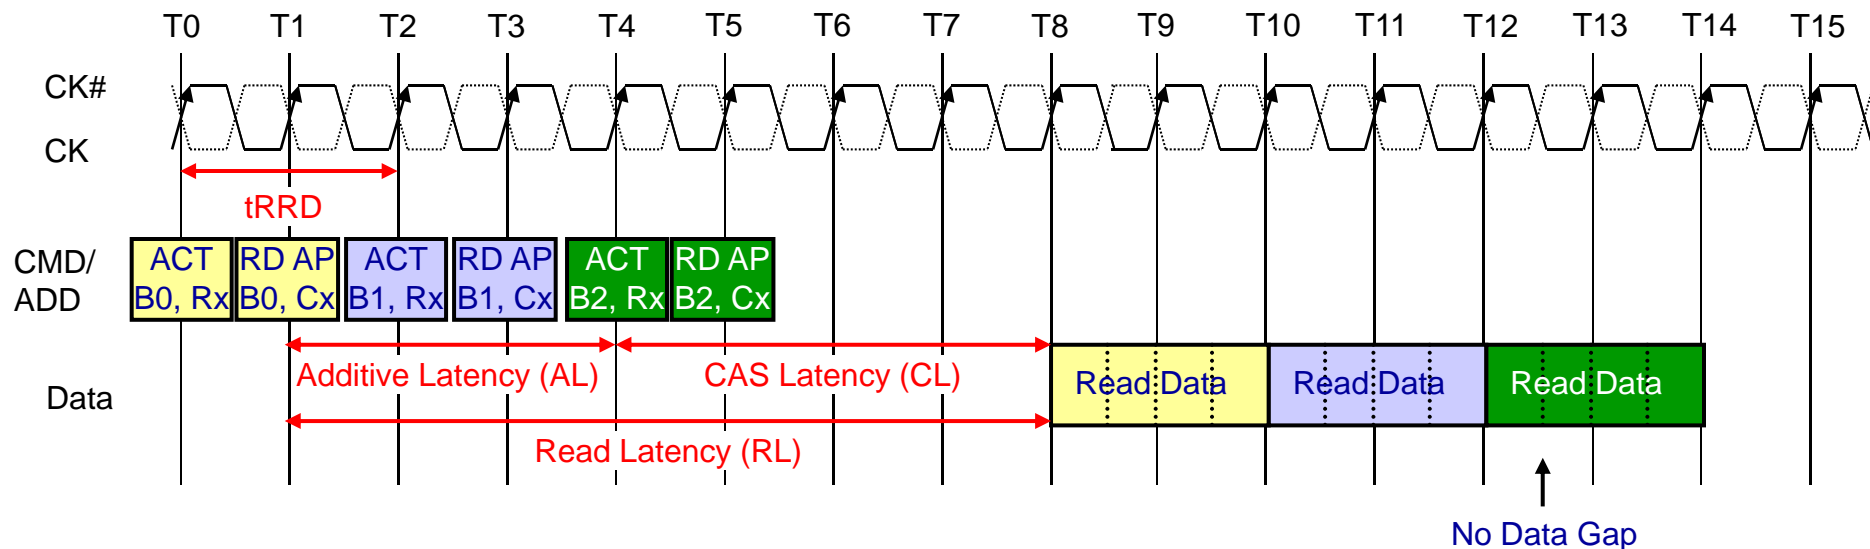 T0 T1 T2 T3 T4 T5 T6 T7 T8 T9 T10 T11 T12 T13 T14 T15
CK#
CK
tRRD
CMD/
ADD
ACT
B0, Rx
RD AP
B0, Cx
ACT
B1, Rx
RD AP
B1, Cx
ACT
B2, Rx
RD AP
B2, Cx
Additive Latency (AL)
CAS Latency (CL)
Data
Read Data
Read Data
Read Data
Read Latency (RL)
No Data Gap